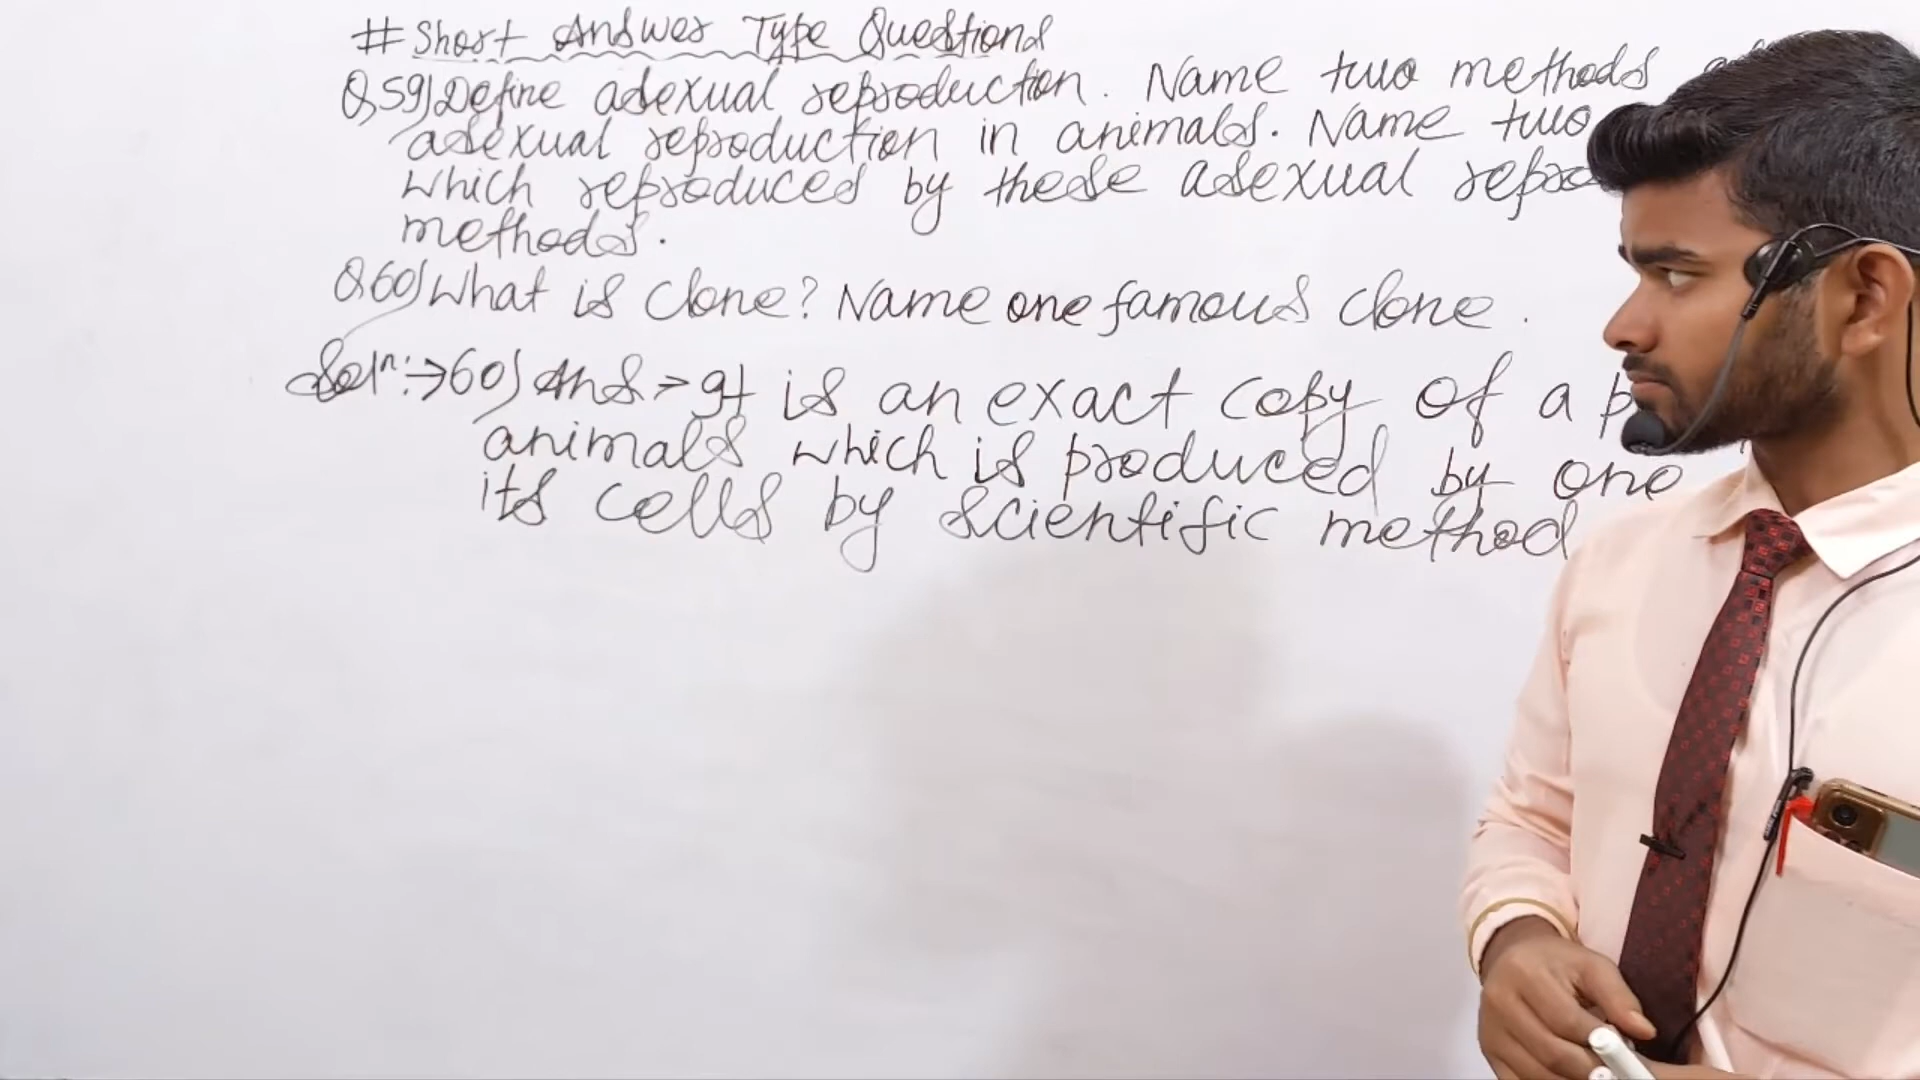 # Short Answer Type Questions
Q.59) Define asexual reproduction. Name two methods
asexual reproduction in animals. Name two
which reproduced by these asexual repro
methods.
Q.60) What is clone? Name one famous clone.
Solⁿ:→ 60) Ans → It is an exact copy of a p
animals which is produced by one
its cells by scientific method